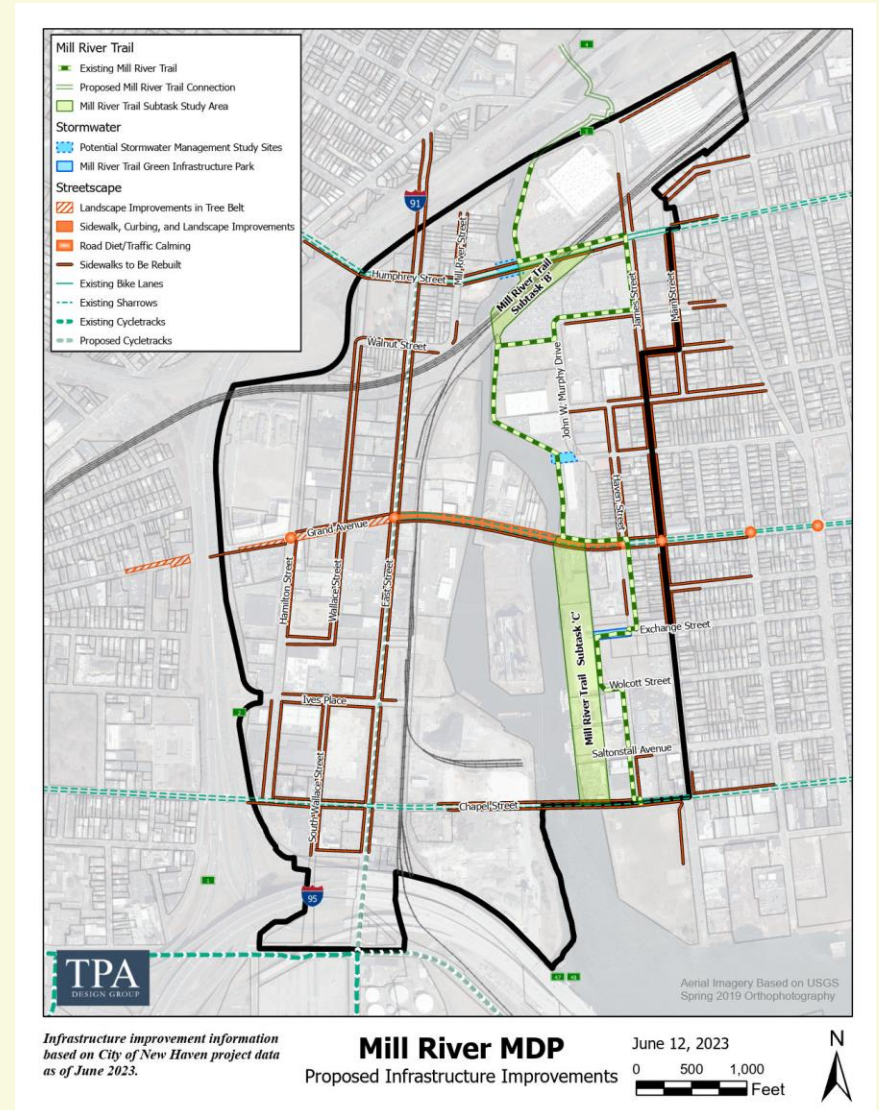 Mill River Trail
Existing Mill River Trail
Proposed Mill River Trail Connection
Mill River Trail Subtask Study Area
Stormwater
Potential Stormwater Management Study Sites
Mill River Trail Green Infrastructure Park
Streetscape
Landscape Improvements in Tree Belt
Sidewalk, Curbing, and Landscape Improvements
Road Diet/Traffic Calming
Sidewalks to Be Rebuilt
Existing Bike Lanes
Existing Sharrows
Existing Cycletracks
Proposed Cycletracks
91
Humphrey Street
Mill River Street
Mill River Trail
Subtask 'B'
James Street
Main Street
Walnut Street
John W. Murphy Drive
Haven Street
Grand Avenue
Hamilton Street
Wallace Street
East Street
Mill River Trail Subtask 'C'
Exchange Street
Wolcott Street
Ives Place
2
Saltonstall Avenue
South Wallace Street
Chapel Street
1
95
47
TPA
DESIGN GROUP
Aerial Imagery Based on USGS
Spring 2019 Orthophotography
Infrastructure improvement information
based on City of New Haven project data
as of June 2023.
Mill River MDP
Proposed Infrastructure Improvements
June 12, 2023
0 500 1,000
Feet
N